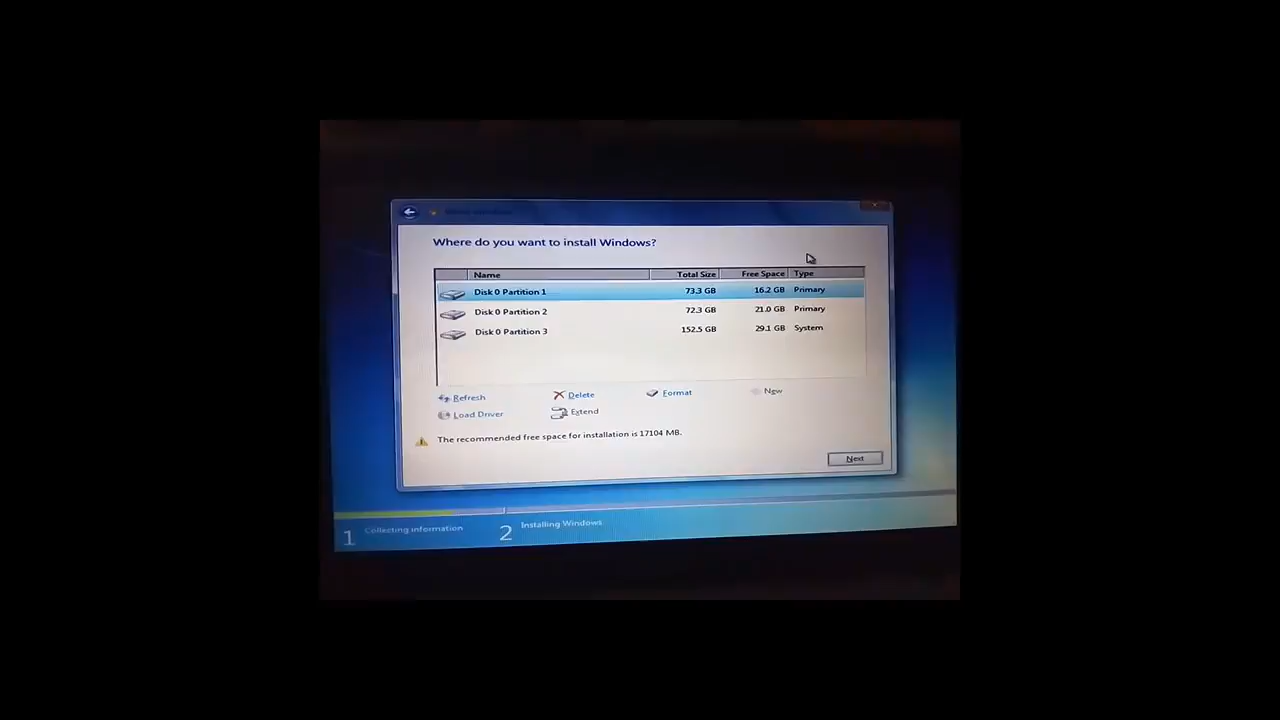 Where do you want to install Windows?
Name Total Size Free Space Type
Disk 0 Partition 1 73.3 GB 16.2 GB Primary
Disk 0 Partition 2 72.3 GB 21.0 GB Primary
Disk 0 Partition 3 152.5 GB 29.1 GB System
Refresh Delete Format New
Load Driver Extend
The recommended free space for installation is 17104 MB.
Next
1 Collecting information 2 Installing Windows